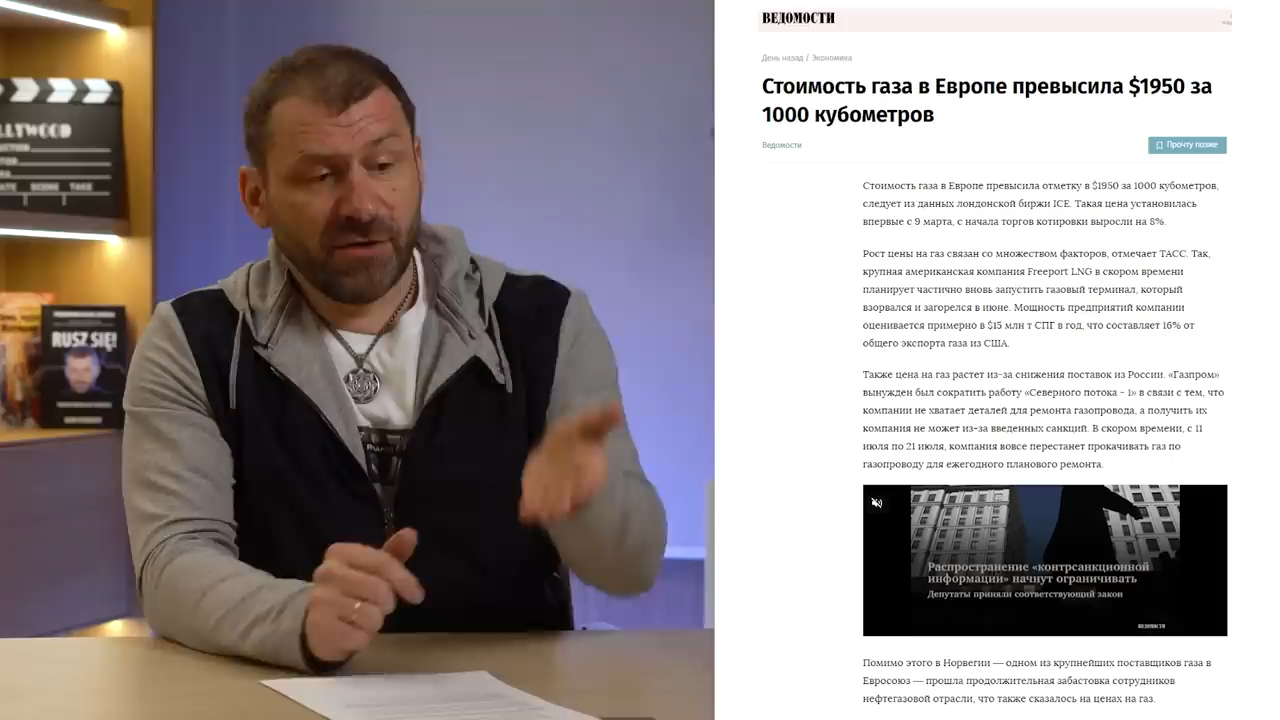 LLYWOOD
RUSZ SIĘ!
ВЕДОМОСТИ
День назад / Экономика
Стоимость газа в Европе превысила $1950 за
1000 кубометров
Ведомости
Прочту позже
Стоимость газа в Европе превысила отметку в $1950 за 1000 кубометров,
следует из данных лондонской биржи ICE. Такая цена установилась
впервые с 9 марта, с начала торгов котировки выросли на 8%.
Рост цены на газ связан со множеством факторов, отмечает ТАСС. Так,
крупная американская компания Freeport LNG в скором времени
планирует частично вновь запустить газовый терминал, который
взорвался и загорелся в июне. Мощность предприятий компании
оценивается примерно в $15 млн т СПГ в год, что составляет 16% от
общего экспорта газа из США.
Также цена на газ растет из-за снижения поставок из России. «Газпром»
вынужден был сократить работу «Северного потока - 1» в связи с тем, что
компании не хватает деталей для ремонта газопровода, а получить их
компания не может из-за введенных санкций. В скором времени, с 11
июля по 21 июля, компания вовсе перестанет прокачивать газ по
газопроводу для ежегодного планового ремонта.
Распространение «контрсанкционной
информации» начнут ограничивать
Депутаты приняли соответствующий закон
ВЕДОМОСТИ
Помимо этого в Норвегии — одном из крупнейших поставщиков газа в
Евросоюз — прошла продолжительная забастовка сотрудников
нефтегазовой отрасли, что также сказалось на ценах на газ.